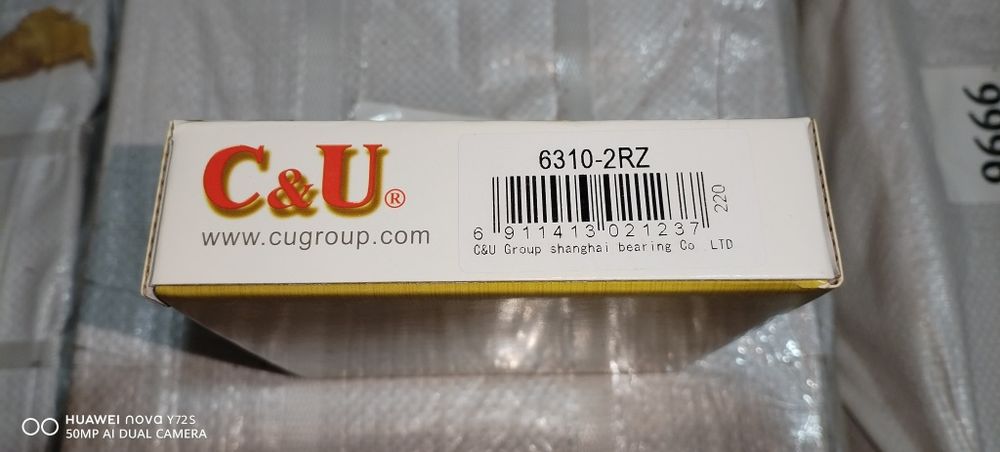 C&U®
www.cugroup.com
6310-2RZ
6 911413 021237
220
C&U Group shanghai bearing Co LTD
9666
HUAWEI nova Y72S
50MP AI DUAL CAMERA